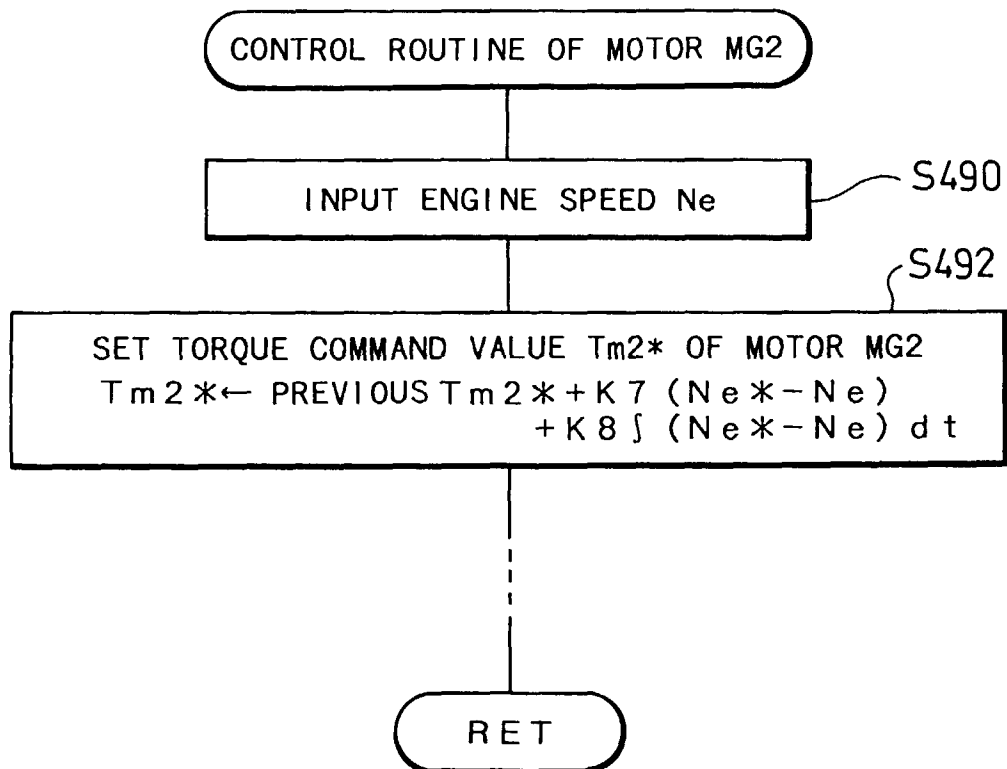 CONTROL ROUTINE OF MOTOR MG2
INPUT ENGINE SPEED Ne
S490
S492
SET TORQUE COMMAND VALUE Tm2* OF MOTOR MG2
Tm2*← PREVIOUS Tm2*+K7 (Ne*-Ne)
+K8∫ (Ne*-Ne) dt
RET